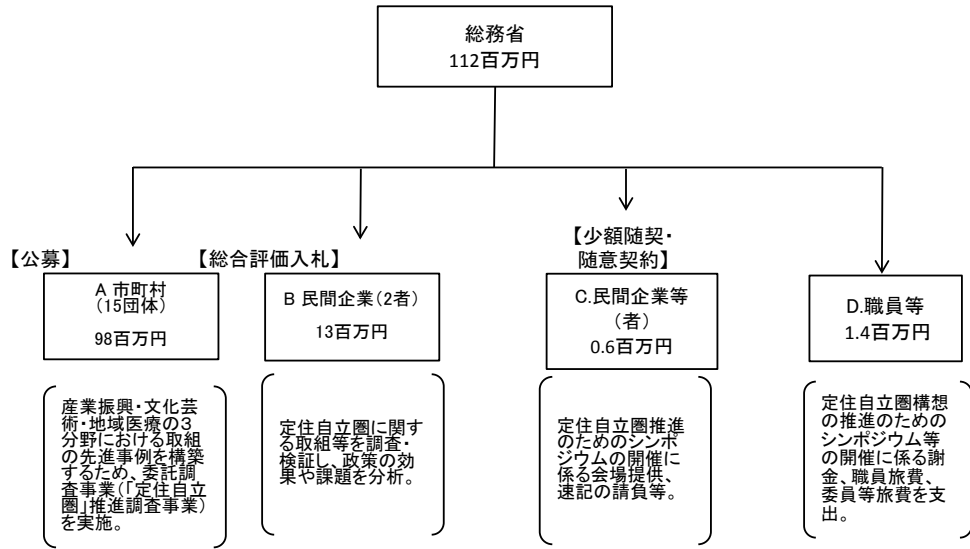 総務省
112百万円
【公募】
A 市町村
(15団体)
98百万円
産業振興・文化芸
術・地域医療の3
分野における取組
の先進事例を構築
するため、委託調
査事業(「定住自立
圏」推進調査事業)
を実施。
【総合評価入札】
B 民間企業(2者)
13百万円
定住自立圏に関す
る取組等を調査・
検証し、政策の効
果や課題を分析。
【少額随契・
随意契約】
C.民間企業等
(者)
0.6百万円
定住自立圏推進
のためのシンポ
ジウムの開催に
係る会場提供、
速記の請負等。
D.職員等
1.4百万円
定住自立圏構想
の推進のための
シンポジウム等
の開催に係る謝
金、職員旅費、
委員等旅費を支
出。